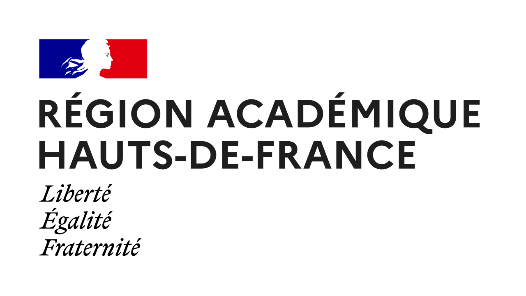 RÉGION ACADÉMIQUE
HAUTS-DE-FRANCE
Liberté
Égalité
Fraternité